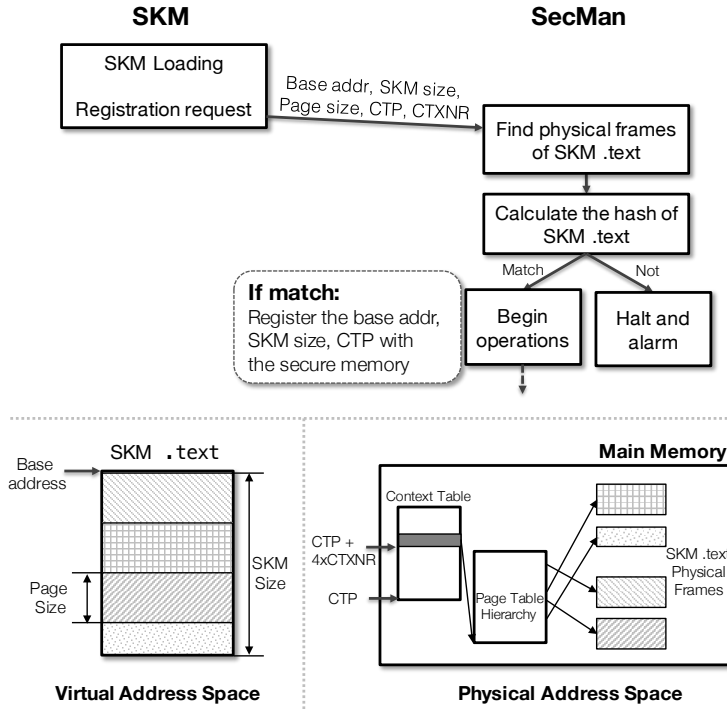 SKM
SecMan
SKM Loading
Registration request
Base addr, SKM size,
Page size, CTP, CTXNR
Find physical frames
of SKM .text
Calculate the hash of
SKM .text
Match
Not
If match:
Register the base addr,
SKM size, CTP with
the secure memory
Begin
operations
Halt and
alarm
SKM .text
Base
address
Page
Size
SKM
Size
Virtual Address Space
Main Memory
Context Table
CTP +
4xCTXNR
CTP
Page Table
Hierarchy
SKM .text
Physical
Frames
Physical Address Space